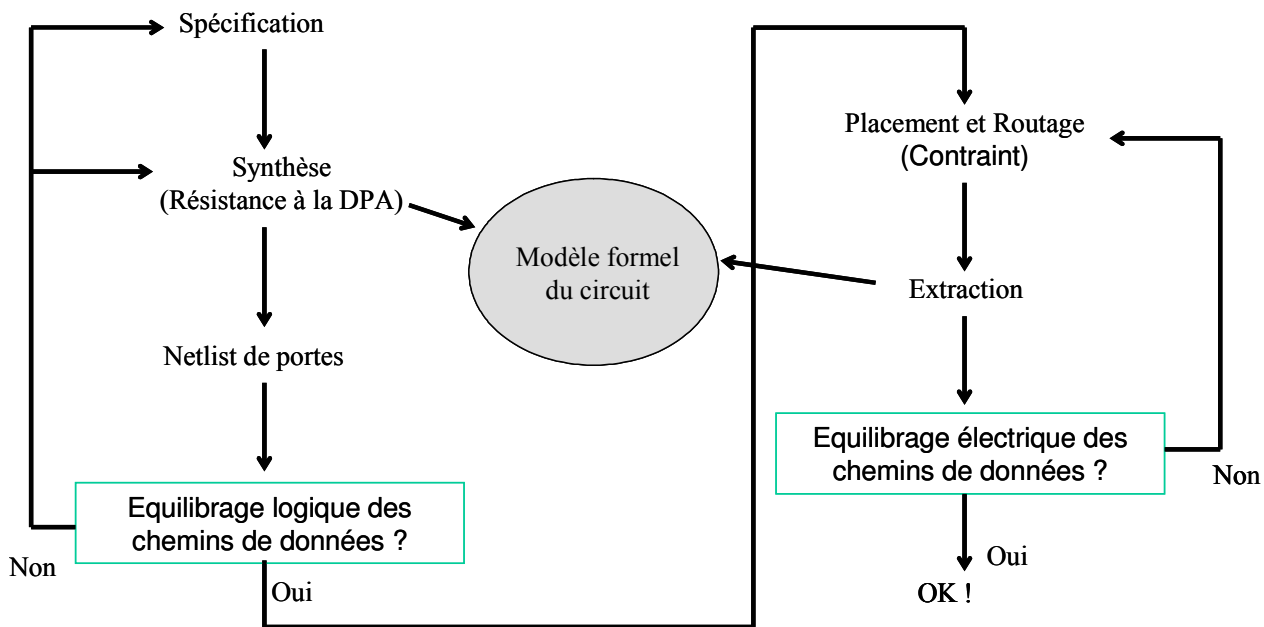 Spécification
Synthèse
(Résistance à la DPA)
Netlist de portes
Equilibrage logique des
chemins de données ?
Non
Oui
Modèle formel
du circuit
Placement et Routage
(Contraint)
Extraction
Equilibrage électrique des
chemins de données ?
Non
Oui
OK !